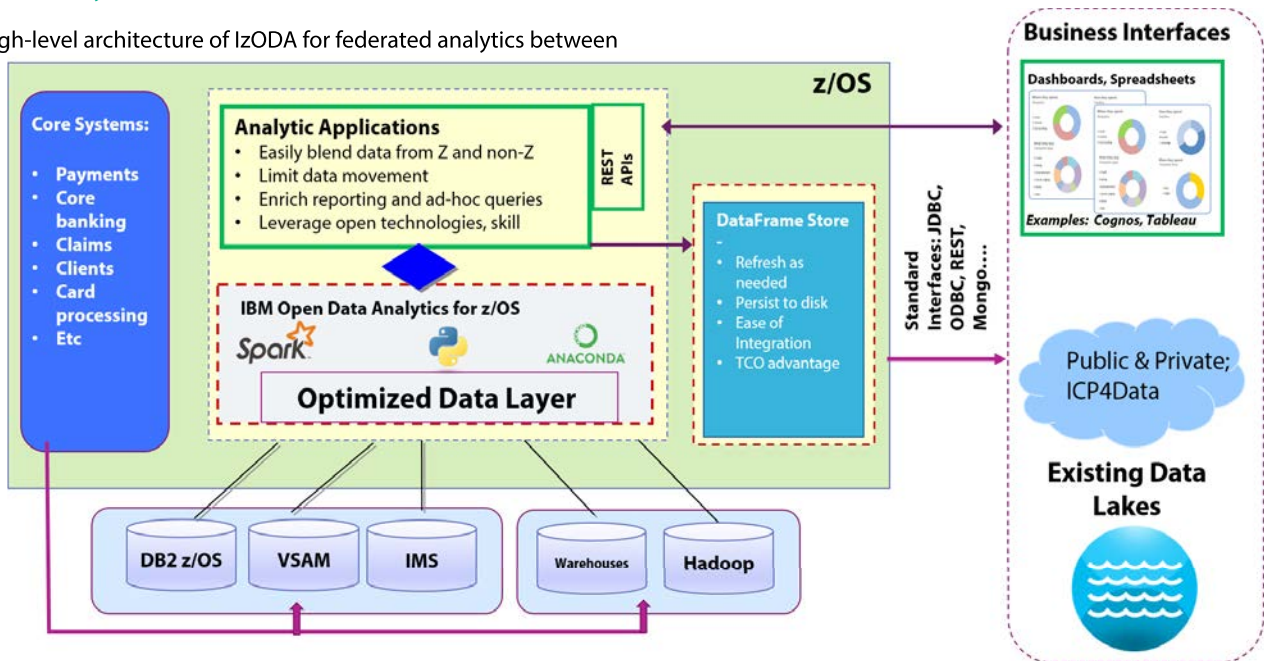 gh-level architecture of IzODA for federated analytics between
z/OS
Core Systems:
• Payments
• Core
banking
• Claims
• Clients
• Card
processing
• Etc
Analytic Applications
• Easily blend data from Z and non-Z
• Limit data movement
• Enrich reporting and ad-hoc queries
• Leverage open technologies, skill
REST
APIs
IBM Open Data Analytics for z/OS
Spark
ANACONDA
Optimized Data Layer
DataFrame Store
-
• Refresh as
needed
• Persist to disk
• Ease of
Integration
• TCO advantage
Standard
Interfaces: JDBC,
ODBC, REST,
Mongo....
Business Interfaces
Dashboards, Spreadsheets
Examples: Cognos, Tableau
Public & Private;
ICP4Data
Existing Data
Lakes
DB2 z/OS
VSAM
IMS
Warehouses
Hadoop